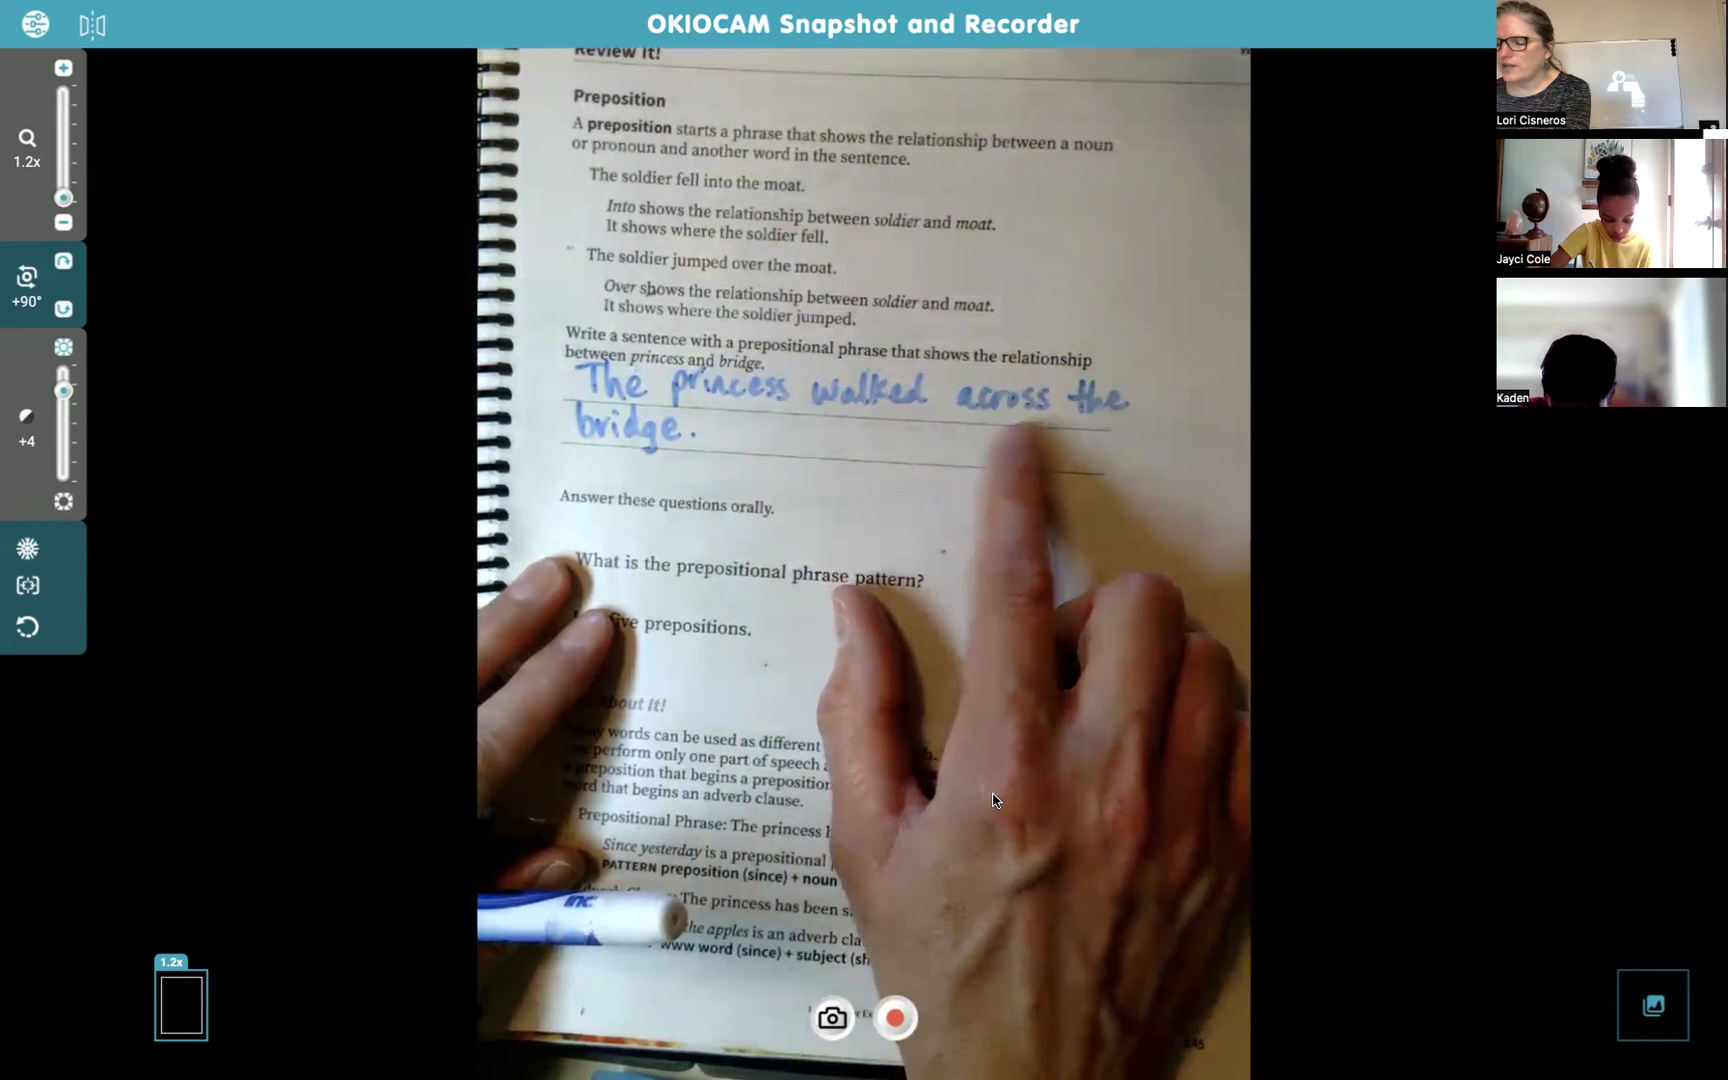 OKIOCAM Snapshot and Recorder
Lori Cisneros
Jayci Cole
Kaden
1.2x
+90°
+4
1.2x
Review It!
Preposition
A preposition starts a phrase that shows the relationship between a noun
or pronoun and another word in the sentence.
The soldier fell into the moat.
Into shows the relationship between soldier and moat.
It shows where the soldier fell.
The soldier jumped over the moat.
Over shows the relationship between soldier and moat.
It shows where the soldier jumped.
Write a sentence with a prepositional phrase that shows the relationship
between princess and bridge.
The princess walked across the
bridge.
Answer these questions orally.
What is the prepositional phrase pattern?
five prepositions.
About It!
words can be used as different
perform only one part of speech
preposition that begins a preposition
word that begins an adverb clause.
Prepositional Phrase: The princess
Since yesterday is a prepositional
PATTERN preposition (since) + noun
The princess has been
the apples is an adverb
www word (since) + subject